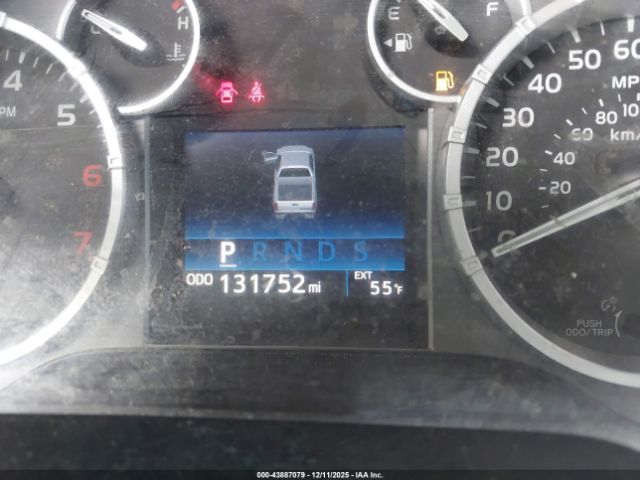 C H
E F
4
5
PM
6
7
P R N D S
ODO 131752 mi
EXT
55°F
60
50
40
30
20
10
0
MP
10
80
60
km/
40
20
PUSH
ODO/TRIP
000-43887079 - 12/11/2025 - IAA Inc.